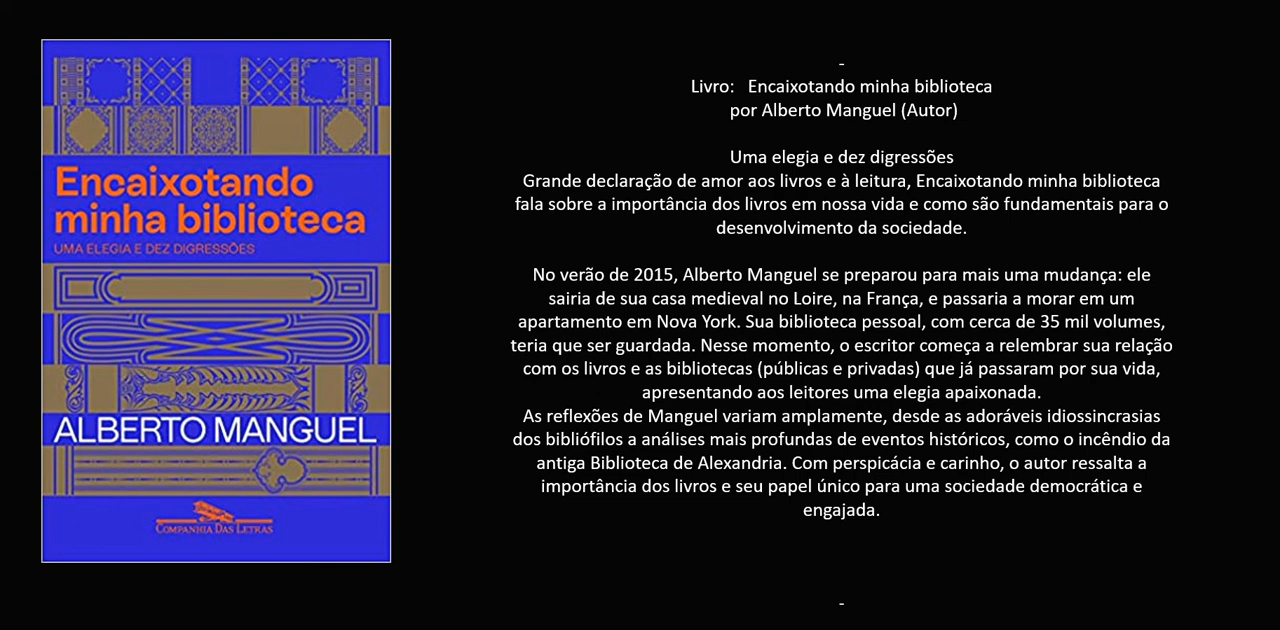 Encaixotando
minha biblioteca
UMA ELEGIA E DEZ DIGRESSÕES
ALBERTO MANGUEL
COMPANHIA DAS LETRAS
-
Livro:   Encaixotando minha biblioteca
por Alberto Manguel (Autor)
Uma elegia e dez digressões
Grande declaração de amor aos livros e à leitura, Encaixotando minha biblioteca
fala sobre a importância dos livros em nossa vida e como são fundamentais para o
desenvolvimento da sociedade.
No verão de 2015, Alberto Manguel se preparou para mais uma mudança: ele
sairia de sua casa medieval no Loire, na França, e passaria a morar em um
apartamento em Nova York. Sua biblioteca pessoal, com cerca de 35 mil volumes,
teria que ser guardada. Nesse momento, o escritor começa a relembrar sua relação
com os livros e as bibliotecas (públicas e privadas) que já passaram por sua vida,
apresentando aos leitores uma elegia apaixonada.
As reflexões de Manguel variam amplamente, desde as adoráveis idiossincrasias
dos bibliófilos a análises mais profundas de eventos históricos, como o incêndio da
antiga Biblioteca de Alexandria. Com perspicácia e carinho, o autor ressalta a
importância dos livros e seu papel único para uma sociedade democrática e
engajada.
-